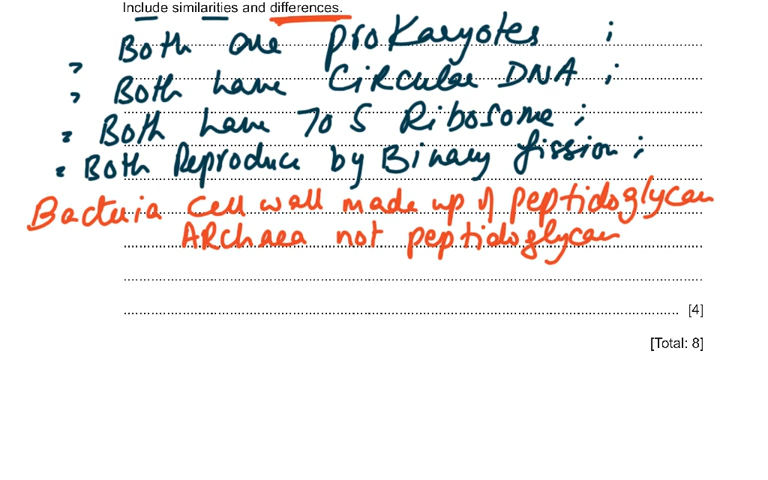 Include similarities and differences.
Both are prokaryotes ;
Both have Circular DNA ;
Both have 70 S Ribosome ;
Both Reproduce by Binary fission ;
Bacteria cell wall made up of peptidoglycan
ARchaea not peptidoglycan
[4]
[Total: 8]